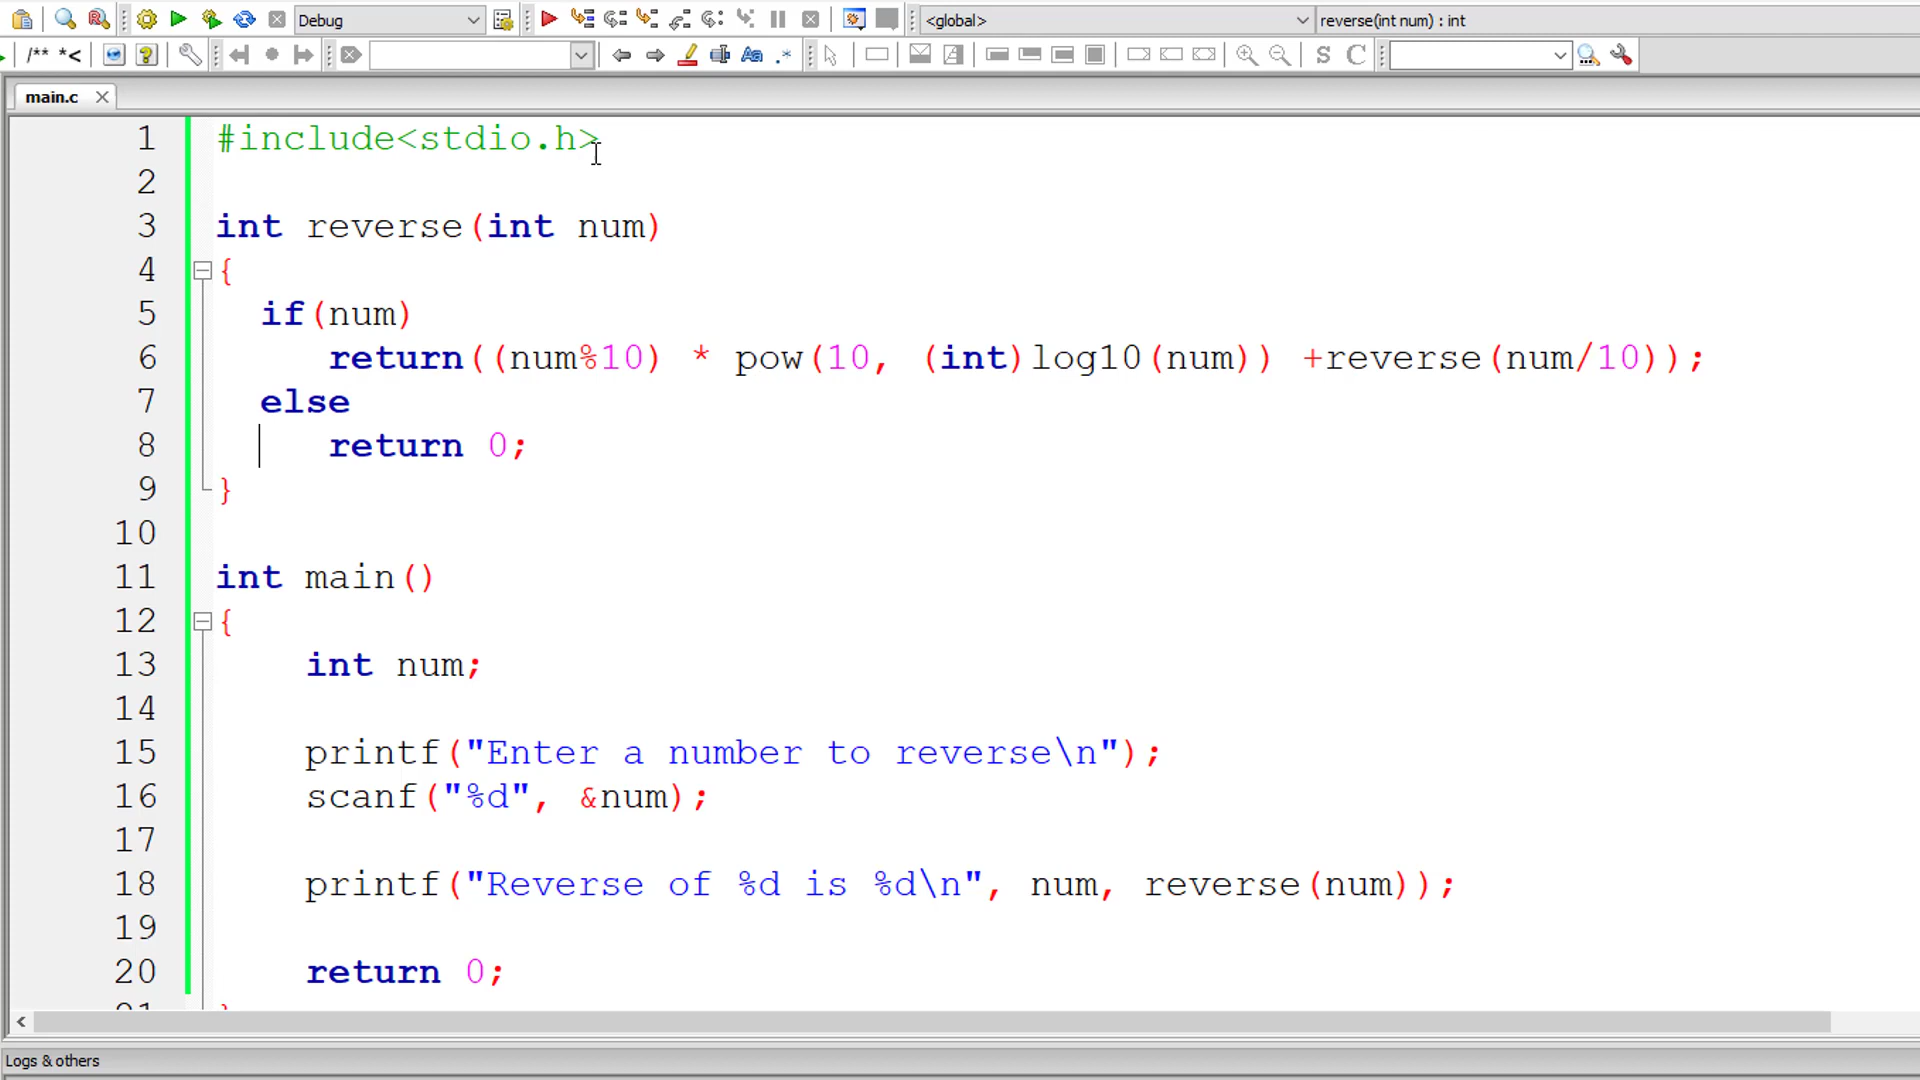 Debug
<global>
reverse(int num) : int
/** *<
Aa
.*
S
C
main.c
1 #include<stdio.h>
2
3 int reverse(int num)
4 {
5 if(num)
6 return((num%10) * pow(10, (int)log10(num)) +reverse(num/10));
7 else
8 return 0;
9 }
10
11 int main()
12 {
13 int num;
14
15 printf("Enter a number to reverse\n");
16 scanf("%d", &num);
17
18 printf("Reverse of %d is %d\n", num, reverse(num));
19
20 return 0;
21 }
Logs & others